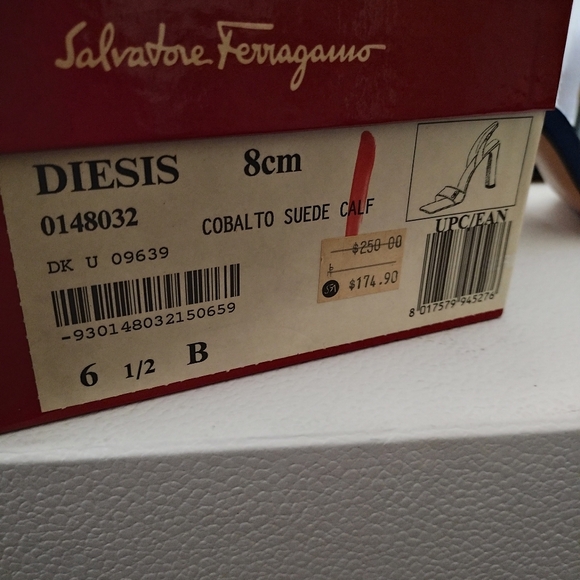 Salvatore Ferragamo
DIESIS 8cm
0148032 COBALTO SUEDE CALF
DK U 09639
UPC/EAN
$250 00
$174.90
-930148032150659
8 017579 945276
6 1/2 B